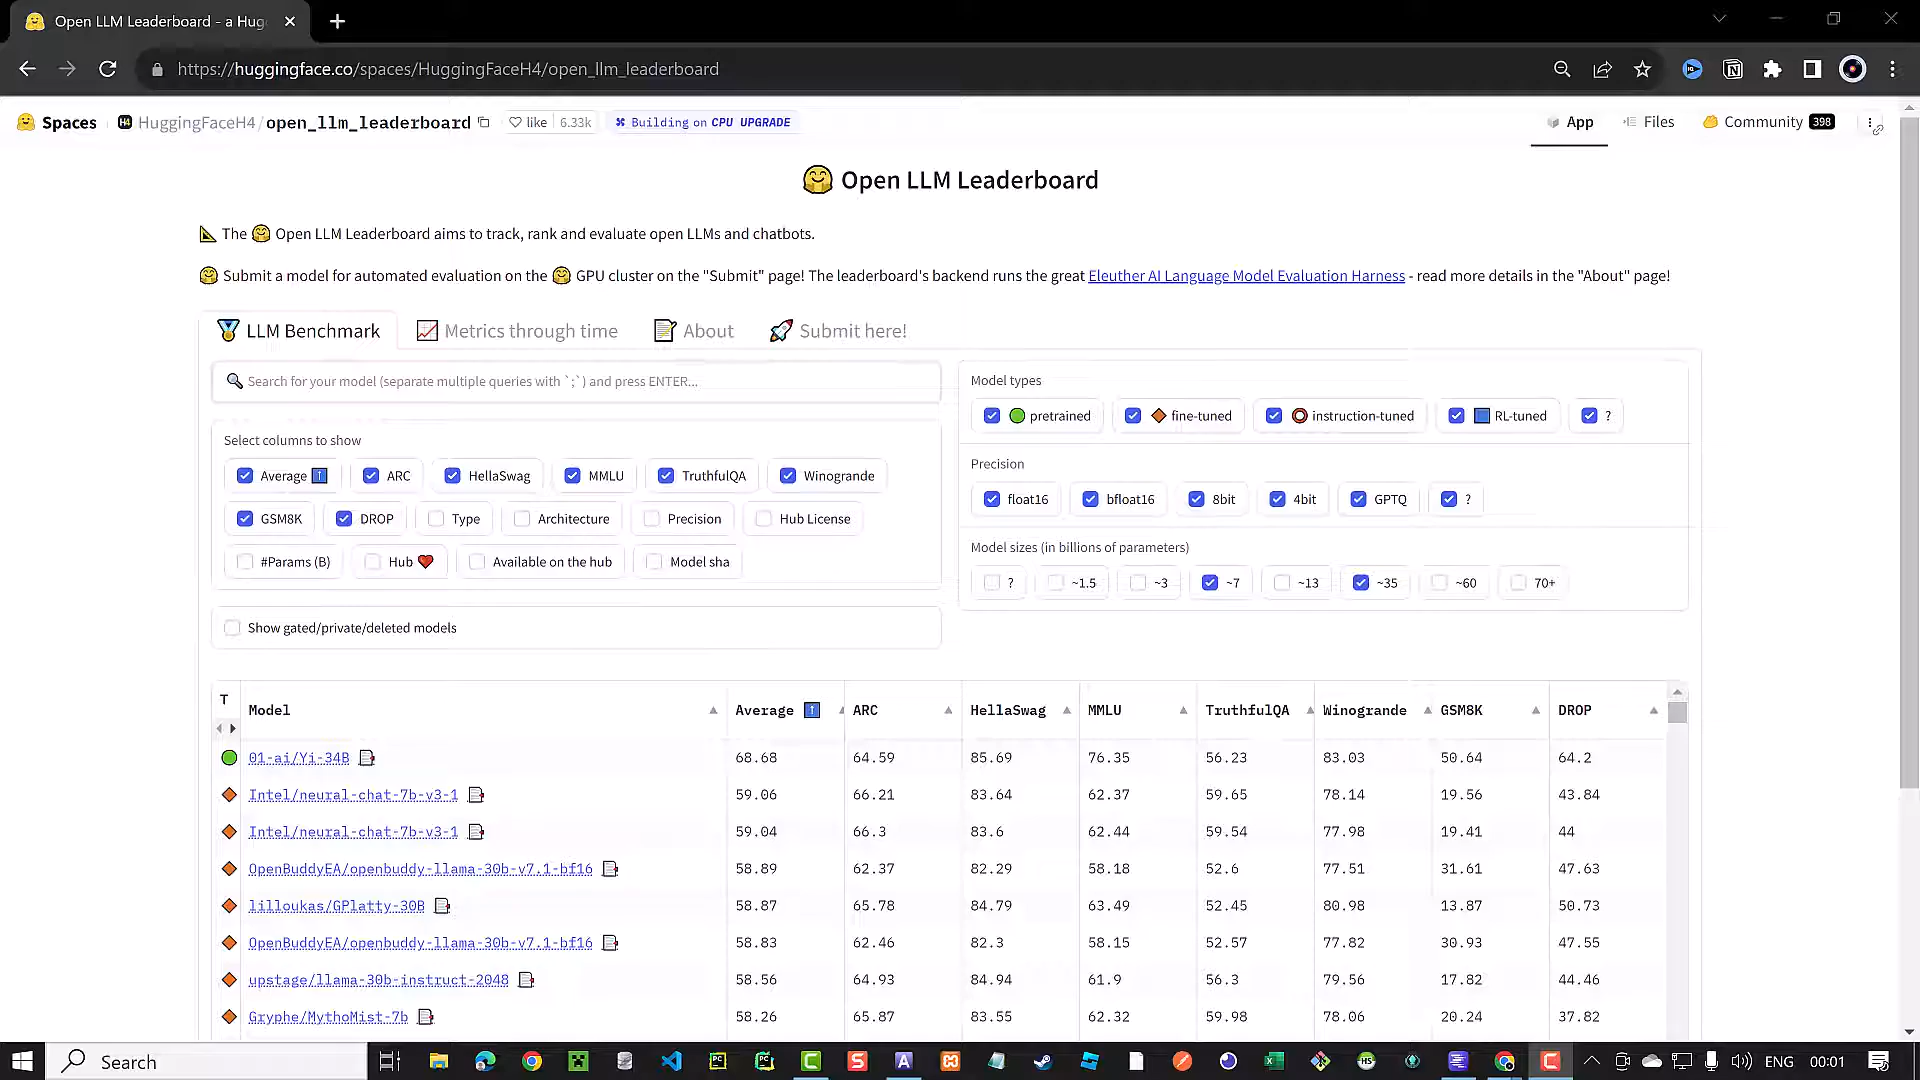 Open LLM Leaderboard - a Hug
https://huggingface.co/spaces/HuggingFaceH4/open_llm_leaderboard
Spaces H4 HuggingFaceH4/open_llm_leaderboard like 6.33k Building on CPU UPGRADE App Files Community 398
Open LLM Leaderboard
The Open LLM Leaderboard aims to track, rank and evaluate open LLMs and chatbots.
Submit a model for automated evaluation on the GPU cluster on the "Submit" page! The leaderboard's backend runs the great Eleuther AI Language Model Evaluation Harness - read more details in the "About" page!
LLM Benchmark Metrics through time About Submit here!
Search for your model (separate multiple queries with `;`) and press ENTER...
Select columns to show
Average ARC HellaSwag MMLU TruthfulQA Winogrande
GSM8K DROP Type Architecture Precision Hub License
#Params (B) Hub Available on the hub Model sha
Show gated/private/deleted models
Model types
pretrained fine-tuned instruction-tuned RL-tuned ?
Precision
float16 bfloat16 8bit 4bit GPTQ ?
Model sizes (in billions of parameters)
? ~1.5 ~3 ~7 ~13 ~35 ~60 70+
T Model Average ARC HellaSwag MMLU TruthfulQA Winogrande GSM8K DROP
01-ai/Yi-34B 68.68 64.59 85.69 76.35 56.23 83.03 50.64 64.2
Intel/neural-chat-7b-v3-1 59.06 66.21 83.64 62.37 59.65 78.14 19.56 43.84
Intel/neural-chat-7b-v3-1 59.04 66.3 83.6 62.44 59.54 77.98 19.41 44
OpenBuddyEA/openbuddy-llama-30b-v7.1-bf16 58.89 62.37 82.29 58.18 52.6 77.51 31.61 47.63
lilloukas/GPlatty-30B 58.87 65.78 84.79 63.49 52.45 80.98 13.87 50.73
OpenBuddyEA/openbuddy-llama-30b-v7.1-bf16 58.83 62.46 82.3 58.15 52.57 77.82 30.93 47.55
upstage/llama-30b-instruct-2048 58.56 64.93 84.94 61.9 56.3 79.56 17.82 44.46
Gryphe/MythoMist-7b 58.26 65.87 83.55 62.32 59.98 78.06 20.24 37.82
Search ENG 00:01